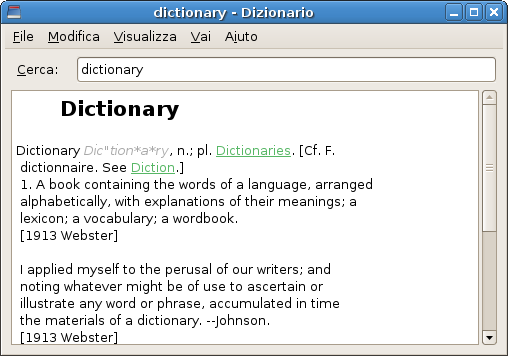 dictionary - Dizionario
File Modifica Visualizza Vai Aiuto
Cerca: dictionary
Dictionary
Dictionary Dic"tion*a*ry, n.; pl. Dictionaries. [Cf. F.
dictionnaire. See Diction.]
1. A book containing the words of a language, arranged
alphabetically, with explanations of their meanings; a
lexicon; a vocabulary; a wordbook.
[1913 Webster]
I applied myself to the perusal of our writers; and
noting whatever might be of use to ascertain or
illustrate any word or phrase, accumulated in time
the materials of a dictionary. --Johnson.
[1913 Webster]